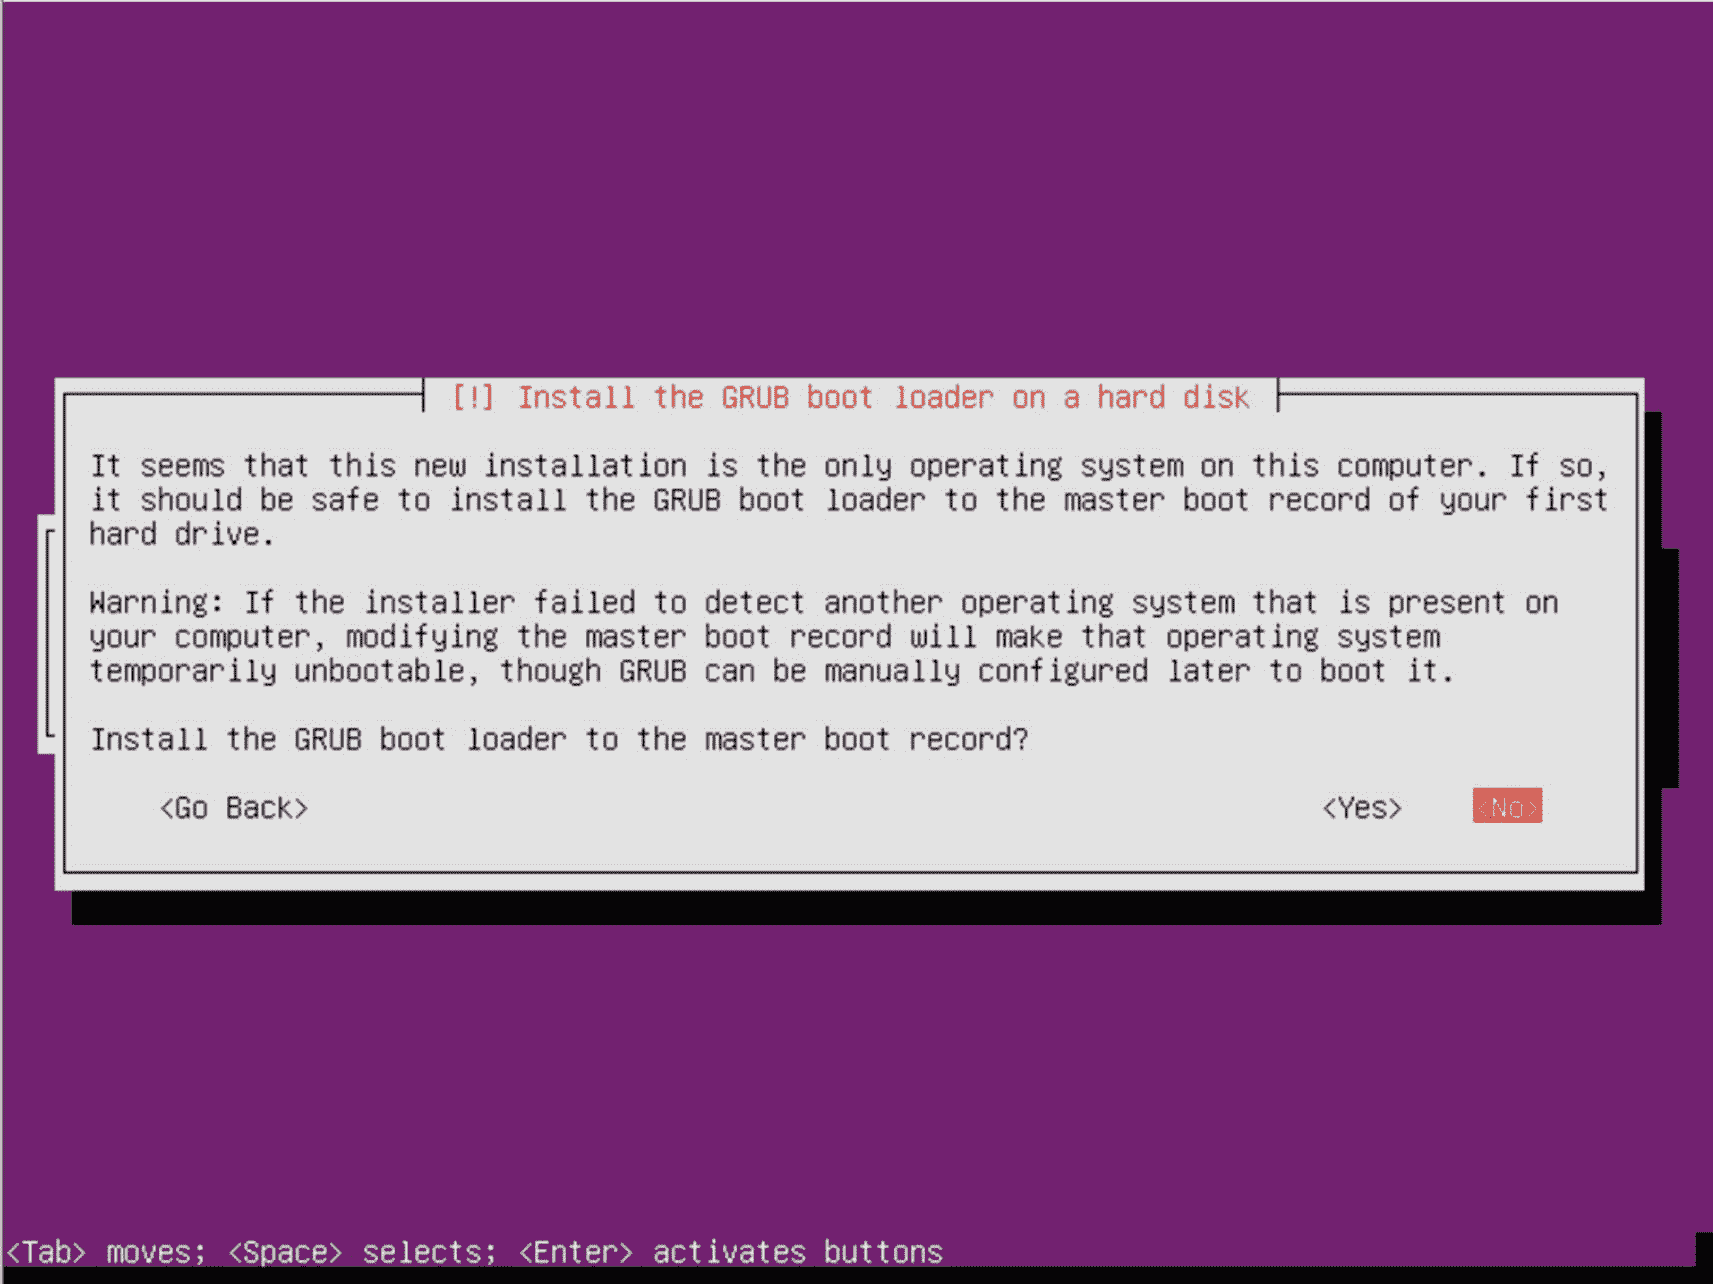 [!] Install the GRUB boot loader on a hard disk
It seems that this new installation is the only operating system on this computer. If so,
it should be safe to install the GRUB boot loader to the master boot record of your first
hard drive.
Warning: If the installer failed to detect another operating system that is present on
your computer, modifying the master boot record will make that operating system
temporarily unbootable, though GRUB can be manually configured later to boot it.
Install the GRUB boot loader to the master boot record?
<Go Back> <Yes> <No>
<Tab> moves; <Space> selects; <Enter> activates buttons